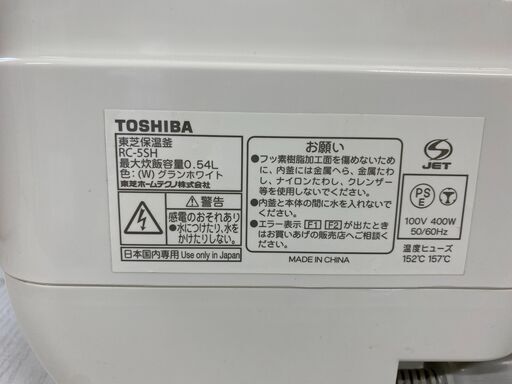 TOSHIBA
東芝保温釜
RC-5SH
最大炊飯容量0.54L
色：(W) グランホワイト
東芝ホームテクノ株式会社
⚠警告
感電のおそれあり
●水につけたり、水を
かけたりしない。
日本国内専用 Use only in Japan
お願い
●フッ素樹脂加工面を傷めないため
に、内釜には金属へら、金属たわ
し、ナイロンたわし、クレンザー
等を使用しないでください。
●内釜と本体の間に水を入れないで
ください。
●エラー表示 F1 F2 が出たときは
お買いあげの販売店へご相談く
ださい。
MADE IN CHINA
S
JET
PS
E
100V 400W
50/60Hz
温度ヒューズ
152℃ 157℃